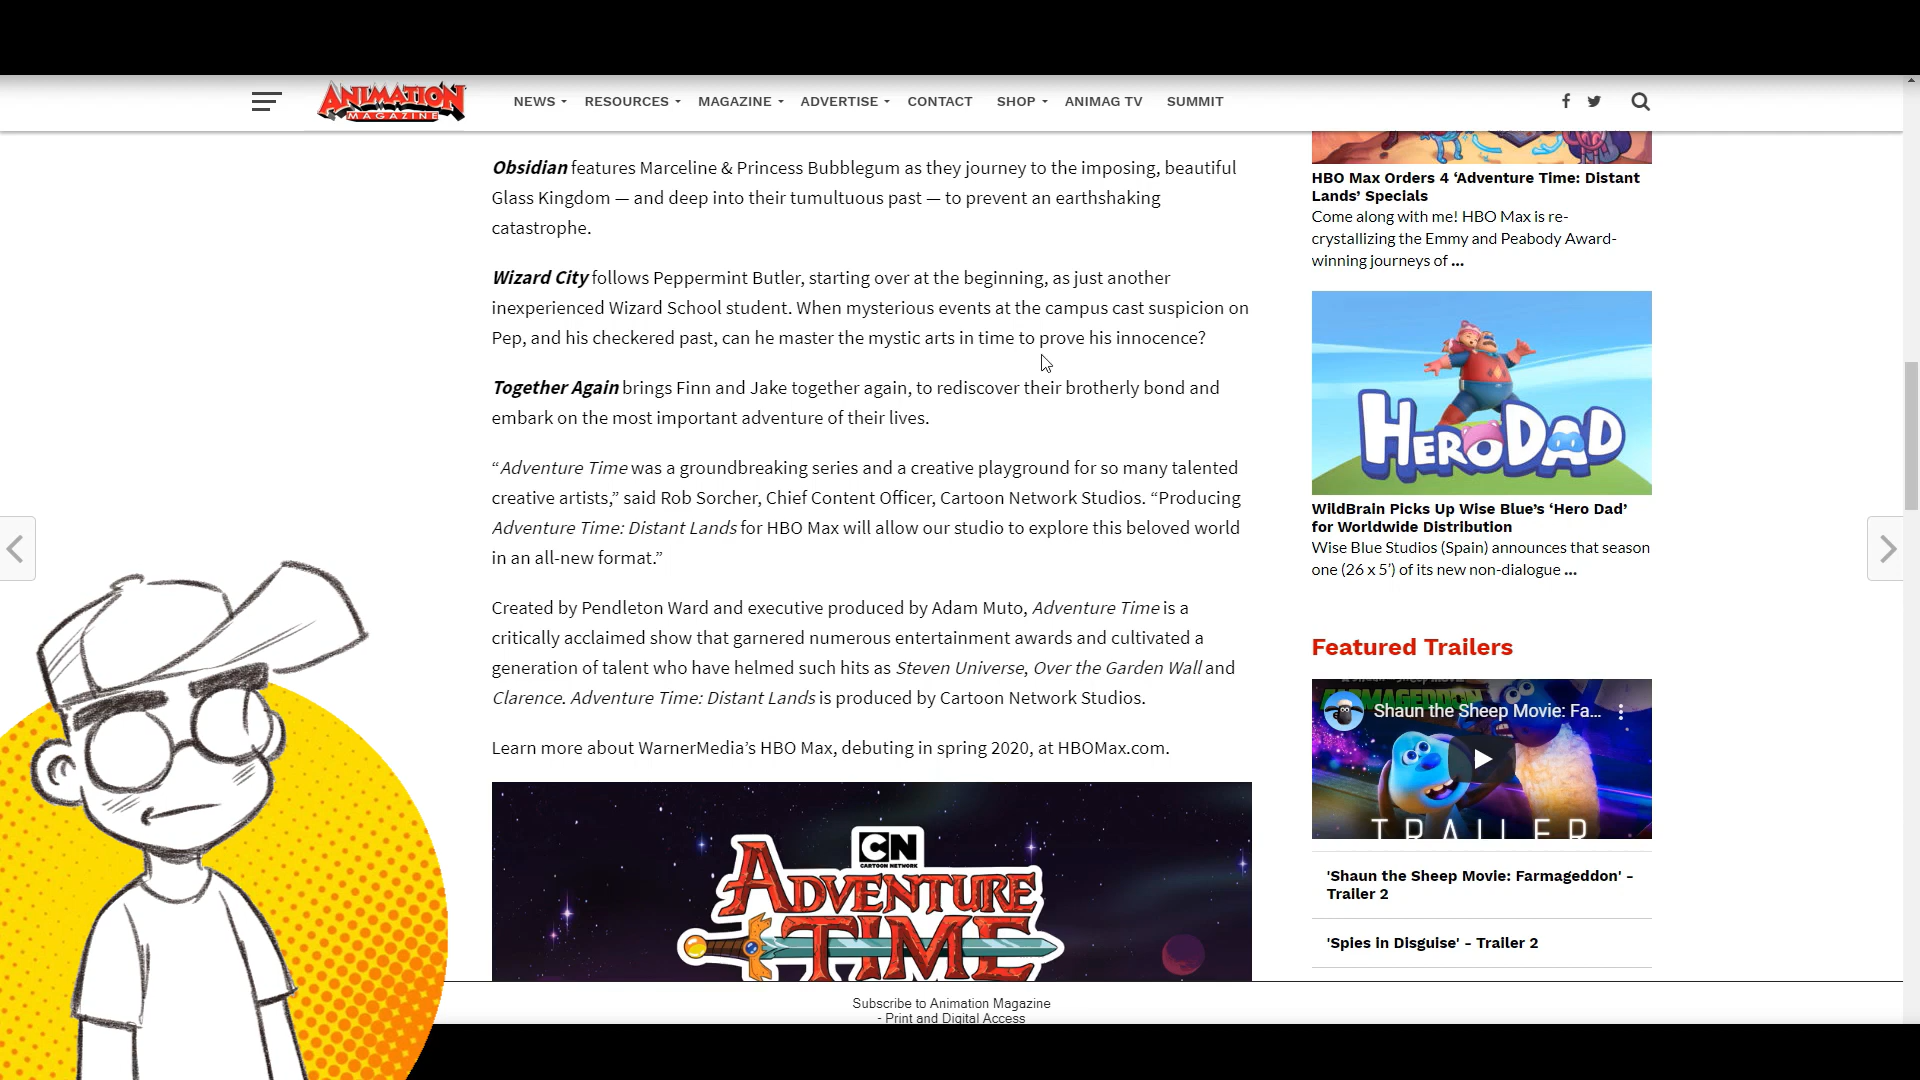 ANIMATION
MAGAZINE
NEWS
RESOURCES
MAGAZINE
ADVERTISE
CONTACT
SHOP
ANIMAG TV
SUMMIT
Obsidian features Marceline & Princess Bubblegum as they journey to the imposing, beautiful
Glass Kingdom — and deep into their tumultuous past — to prevent an earthshaking
catastrophe.
Wizard City follows Peppermint Butler, starting over at the beginning, as just another
inexperienced Wizard School student. When mysterious events at the campus cast suspicion on
Pep, and his checkered past, can he master the mystic arts in time to prove his innocence?
Together Again brings Finn and Jake together again, to rediscover their brotherly bond and
embark on the most important adventure of their lives.
“Adventure Time was a groundbreaking series and a creative playground for so many talented
creative artists,” said Rob Sorcher, Chief Content Officer, Cartoon Network Studios. “Producing
Adventure Time: Distant Lands for HBO Max will allow our studio to explore this beloved world
in an all-new format.”
Created by Pendleton Ward and executive produced by Adam Muto, Adventure Time is a
critically acclaimed show that garnered numerous entertainment awards and cultivated a
generation of talent who have helmed such hits as Steven Universe, Over the Garden Wall and
Clarence. Adventure Time: Distant Lands is produced by Cartoon Network Studios.
Learn more about WarnerMedia’s HBO Max, debuting in spring 2020, at HBOMax.com.
CN
CARTOON NETWORK
ADVENTURE
TIME
HBO Max Orders 4 ‘Adventure Time: Distant
Lands’ Specials
Come along with me! HBO Max is re-
crystallizing the Emmy and Peabody Award-
winning journeys of ...
HERODAD
WildBrain Picks Up Wise Blue’s ‘Hero Dad’
for Worldwide Distribution
Wise Blue Studios (Spain) announces that season
one (26 x 5’) of its new non-dialogue ...
Featured Trailers
FARMAGEDDON
Shaun the Sheep Movie: Fa...
TRAILER
'Shaun the Sheep Movie: Farmageddon' -
Trailer 2
'Spies in Disguise' - Trailer 2
Subscribe to Animation Magazine
- Print and Digital Access